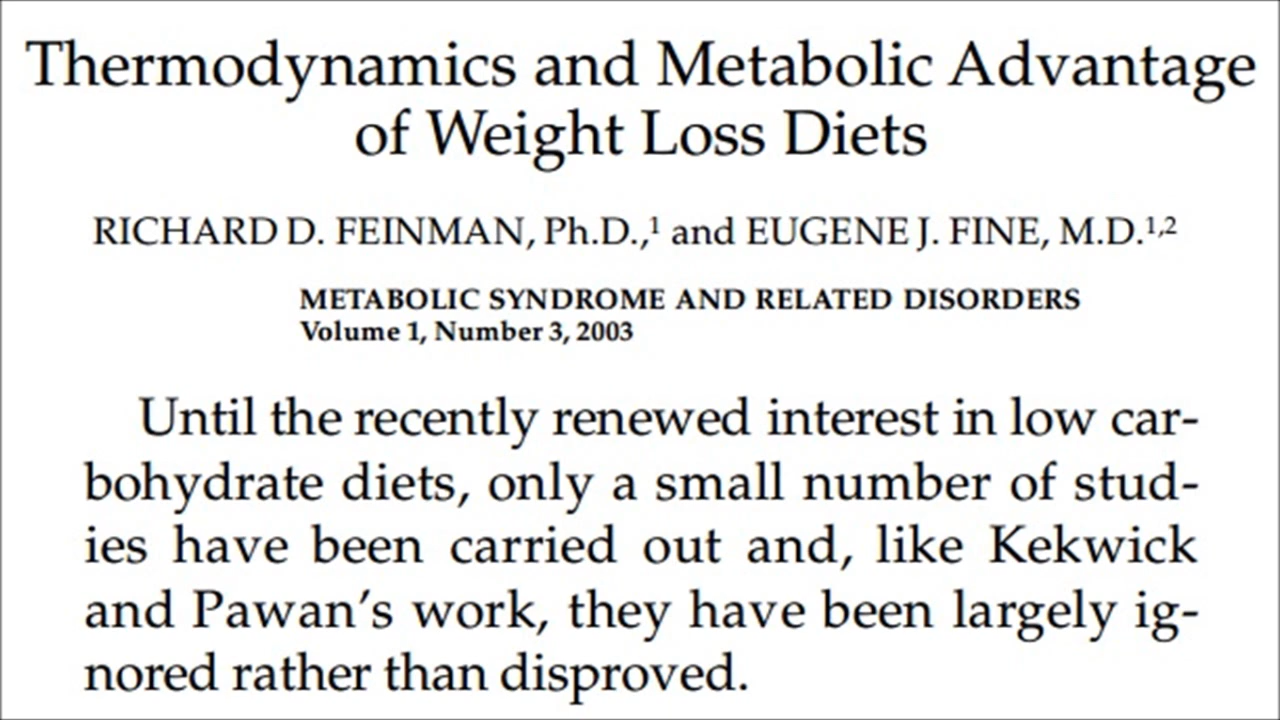 Thermodynamics and Metabolic Advantage
of Weight Loss Diets
RICHARD D. FEINMAN, Ph.D.,¹ and EUGENE J. FINE, M.D.¹,²
METABOLIC SYNDROME AND RELATED DISORDERS
Volume 1, Number 3, 2003
Until the recently renewed interest in low car-
bohydrate diets, only a small number of stud-
ies have been carried out and, like Kekwick
and Pawan's work, they have been largely ig-
nored rather than disproved.